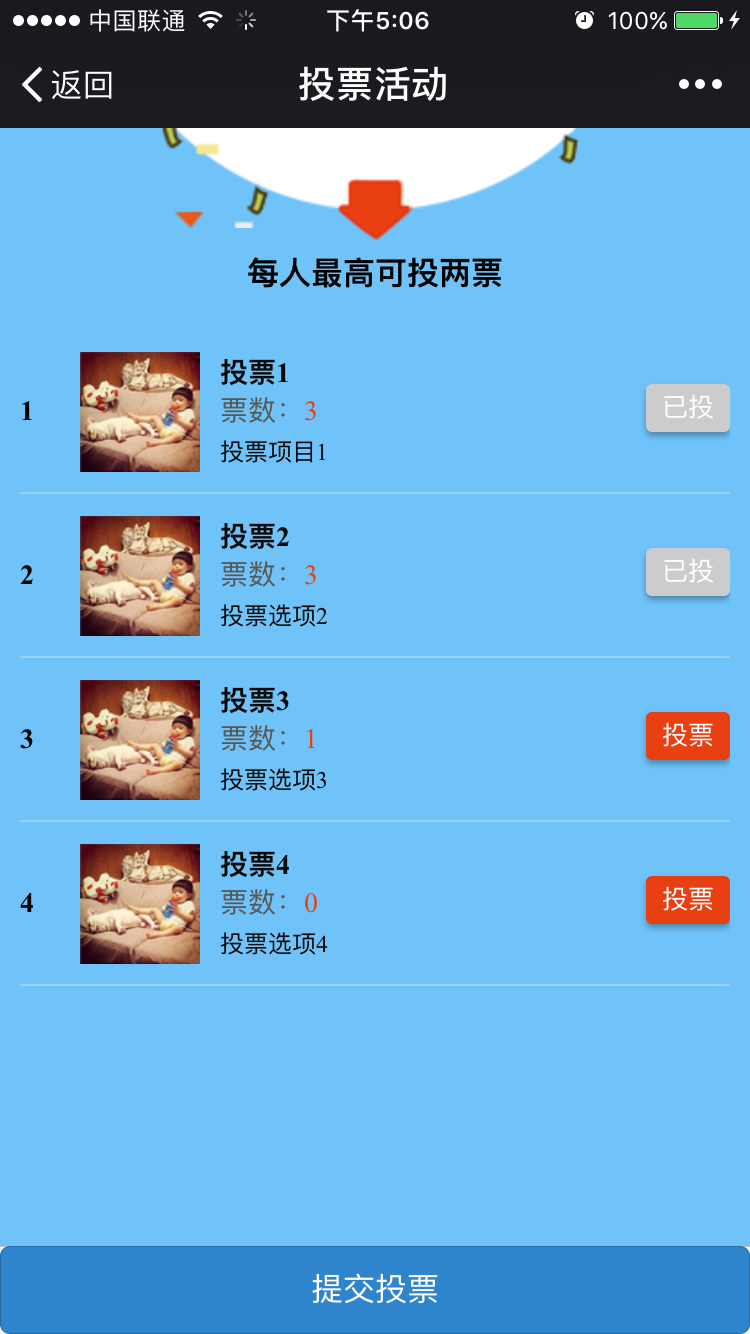 中国联通 下午5:06 100%
返回 投票活动
每人最高可投两票
1
投票1
票数：3
投票项目1
已投
2
投票2
票数：3
投票选项2
已投
3
投票3
票数：1
投票选项3
投票
4
投票4
票数：0
投票选项4
投票
提交投票